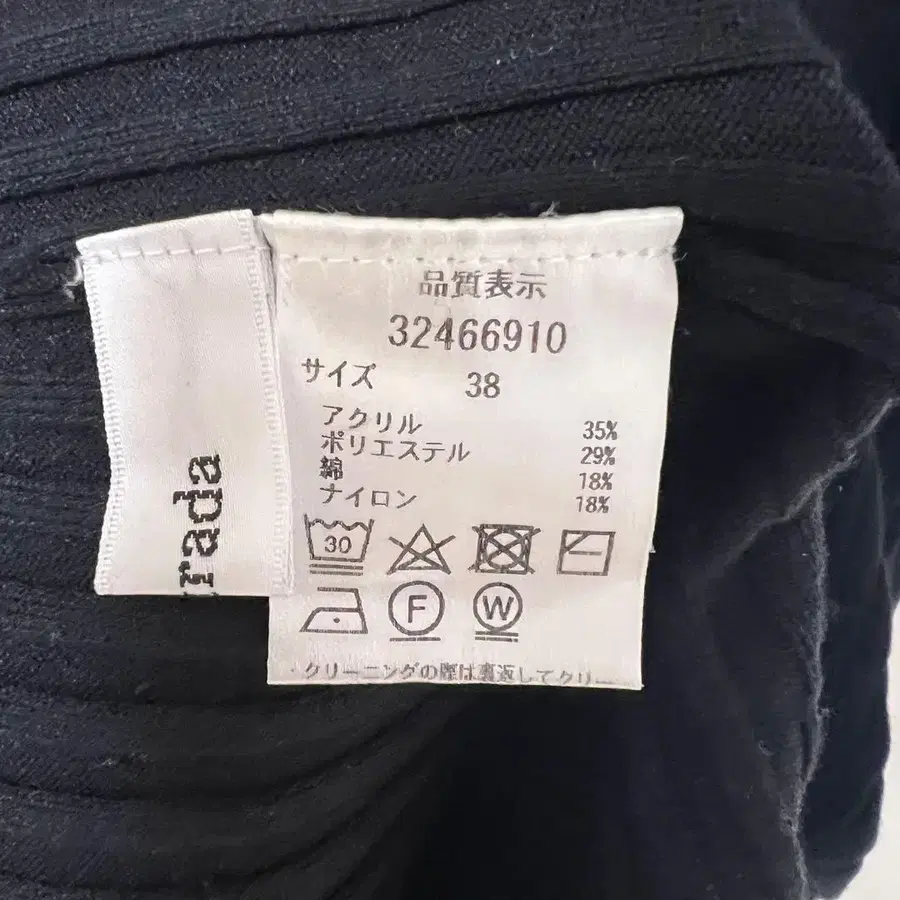 品質表示
32466910
サイズ 38
アクリル 35%
ポリエステル 29%
綿 18%
ナイロン 18%
30
F W
・クリーニングの際は裏返してクリー
rada